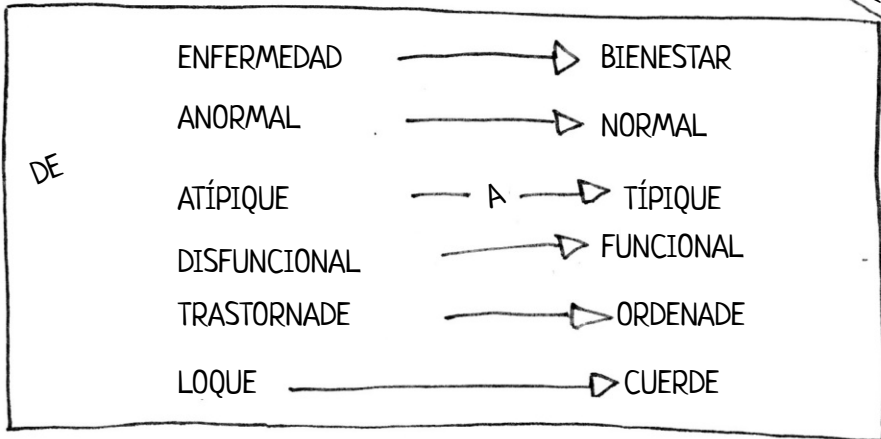 ENFERMEDAD BIENESTAR
ANORMAL NORMAL
DE
ATÍPIQUE A TÍPIQUE
DISFUNCIONAL FUNCIONAL
TRASTORNADE ORDENADE
LOQUE CUERDE